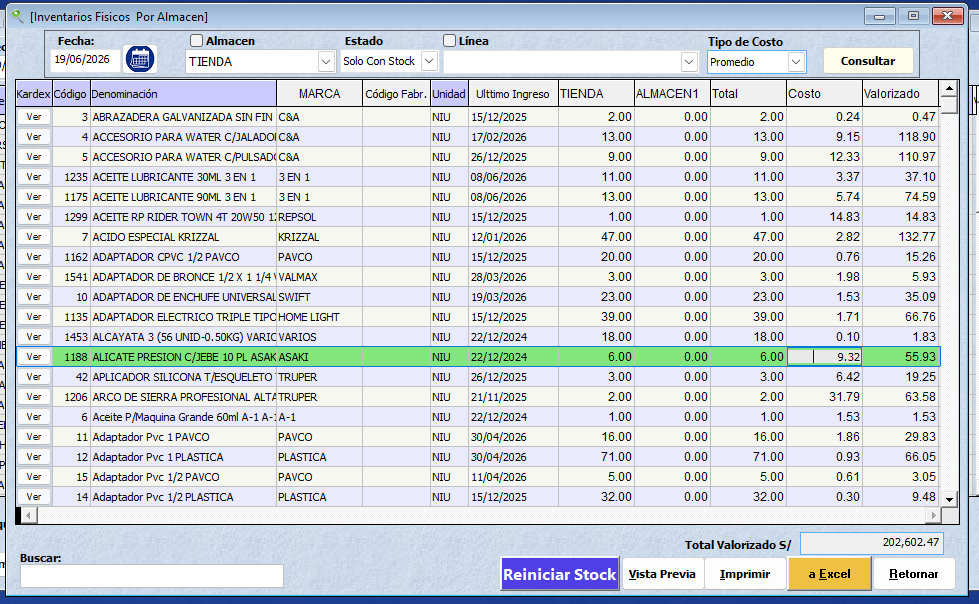 [Inventarios Fisicos Por Almacen]
Fecha: Almacen Estado Línea Tipo de Costo
19/06/2026 TIENDA Solo Con Stock Promedio Consultar
Kardex Código Denominación MARCA Código Fabr. Unidad Ulttimo Ingreso TIENDA ALMACEN1 Total Costo Valorizado
Ver 3 ABRAZADERA GALVANIZADA SIN FIN C&A NIU 15/12/2025 2.00 0.00 2.00 0.24 0.47
Ver 4 ACCESORIO PARA WATER C/JALADO C&A NIU 17/02/2026 13.00 0.00 13.00 9.15 118.90
Ver 5 ACCESORIO PARA WATER C/PULSAD C&A NIU 26/12/2025 9.00 0.00 9.00 12.33 110.97
Ver 1235 ACEITE LUBRICANTE 30ML 3 EN 1 3 EN 1 NIU 08/06/2026 11.00 0.00 11.00 3.37 37.10
Ver 1175 ACEITE LUBRICANTE 90ML 3 EN 1 3 EN 1 NIU 08/06/2026 13.00 0.00 13.00 5.74 74.59
Ver 1299 ACEITE RP RIDER TOWN 4T 20W50 12 REPSOL NIU 15/12/2025 1.00 0.00 1.00 14.83 14.83
Ver 7 ACIDO ESPECIAL KRIZZAL KRIZZAL NIU 12/01/2026 47.00 0.00 47.00 2.82 132.77
Ver 1162 ADAPTADOR CPVC 1/2 PAVCO PAVCO NIU 15/12/2025 20.00 0.00 20.00 0.76 15.26
Ver 1541 ADAPTADOR DE BRONCE 1/2 X 1 1/4 VALMAX NIU 28/03/2026 3.00 0.00 3.00 1.98 5.93
Ver 10 ADAPTADOR DE ENCHUFE UNIVERSAL SWIFT NIU 19/03/2026 23.00 0.00 23.00 1.53 35.09
Ver 1135 ADAPTADOR ELECTRICO TRIPLE TIPO HOME LIGHT NIU 15/12/2025 39.00 0.00 39.00 1.71 66.76
Ver 1453 ALCAYATA 3 (56 UNID-0.50KG) VARIO VARIOS NIU 22/12/2024 18.00 0.00 18.00 0.10 1.83
Ver 1188 ALICATE PRESION C/JEBE 10 PL ASAK ASAKI NIU 22/12/2024 6.00 0.00 6.00 9.32 55.93
Ver 42 APLICADOR SILICONA T/ESQUELETO TRUPER NIU 26/12/2025 3.00 0.00 3.00 6.42 19.25
Ver 1206 ARCO DE SIERRA PROFESIONAL ALTA TRUPER NIU 21/11/2025 2.00 0.00 2.00 31.79 63.58
Ver 6 Aceite P/Maquina Grande 60ml A-1 A-1 A-1 NIU 22/12/2024 1.00 0.00 1.00 1.53 1.53
Ver 11 Adaptador Pvc 1 PAVCO PAVCO NIU 30/04/2026 16.00 0.00 16.00 1.86 29.83
Ver 12 Adaptador Pvc 1 PLASTICA PLASTICA NIU 30/04/2026 71.00 0.00 71.00 0.93 66.05
Ver 15 Adaptador Pvc 1/2 PAVCO PAVCO NIU 11/04/2026 5.00 0.00 5.00 0.61 3.05
Ver 14 Adaptador Pvc 1/2 PLASTICA PLASTICA NIU 15/12/2025 32.00 0.00 32.00 0.30 9.48
Total Valorizado S/ 202,602.47
Buscar:
Reiniciar Stock Vista Previa Imprimir a Excel Retornar